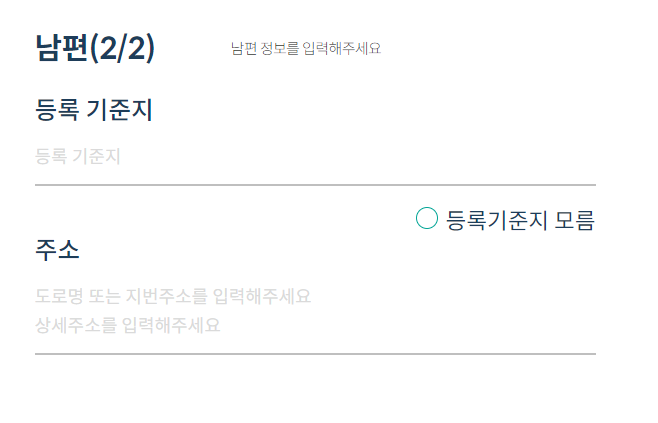 남편(2/2) 남편 정보를 입력해주세요
등록 기준지
등록 기준지
등록기준지 모름
주소
도로명 또는 지번주소를 입력해주세요
상세주소를 입력해주세요